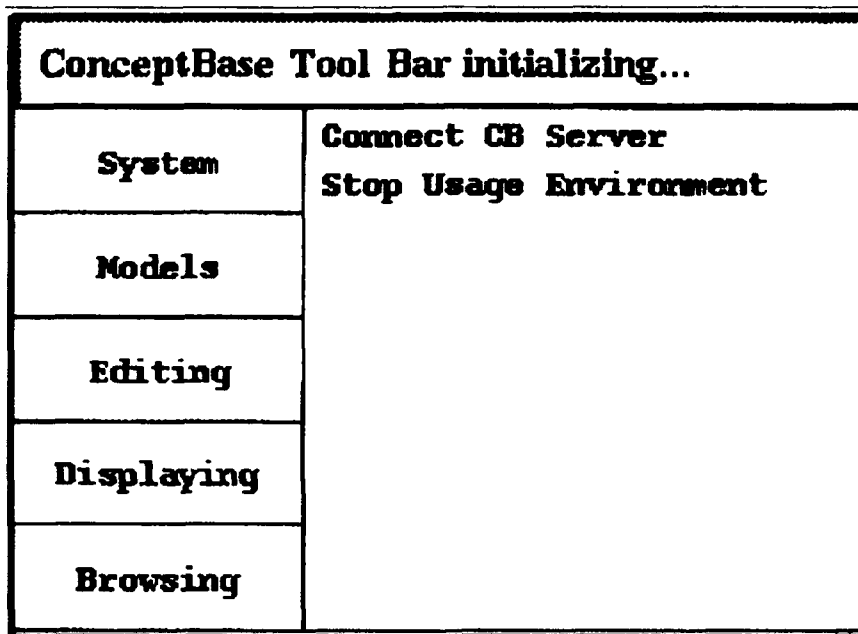 ConceptBase Tool Bar initializing...
System
Connect CB Server
Stop Usage Environment
Models
Editing
Displaying
Browsing